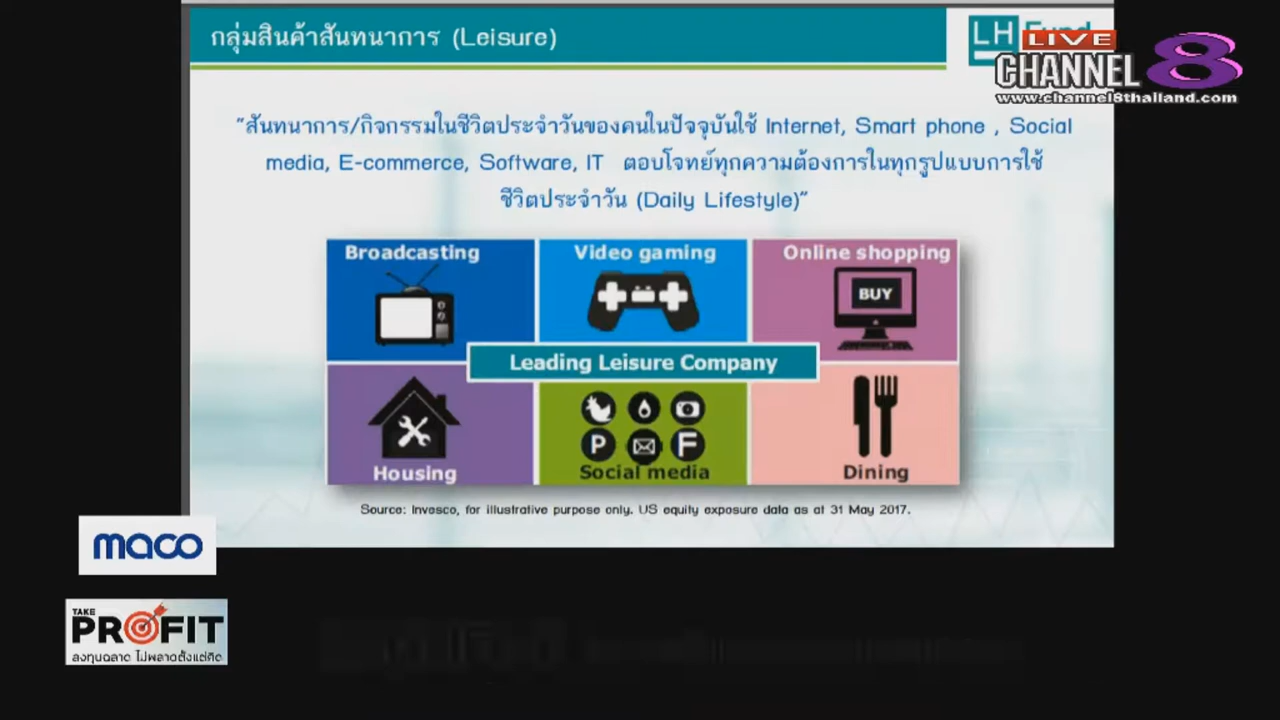 กลุ่มสินค้าสันทนาการ (Leisure)
LH Fund
LIVE
CHANNEL 8
www.channel8thailand.com
"สันทนาการ/กิจกรรมในชีวิตประจำวันของคนในปัจจุบันใช้ Internet, Smart phone , Social
media, E-commerce, Software, IT ตอบโจทย์ทุกความต้องการในทุกรูปแบบการใช้
ชีวิตประจำวัน (Daily Lifestyle)"
Broadcasting
Video gaming
Online shopping
BUY
Leading Leisure Company
P
F
Housing
Social media
Dining
Source: Invesco, for illustrative purpose only. US equity exposure data as at 31 May 2017.
maco
TAKE
PROFIT
ลงทุนฉลาด ไม่พลาดตั้งแต่คิด